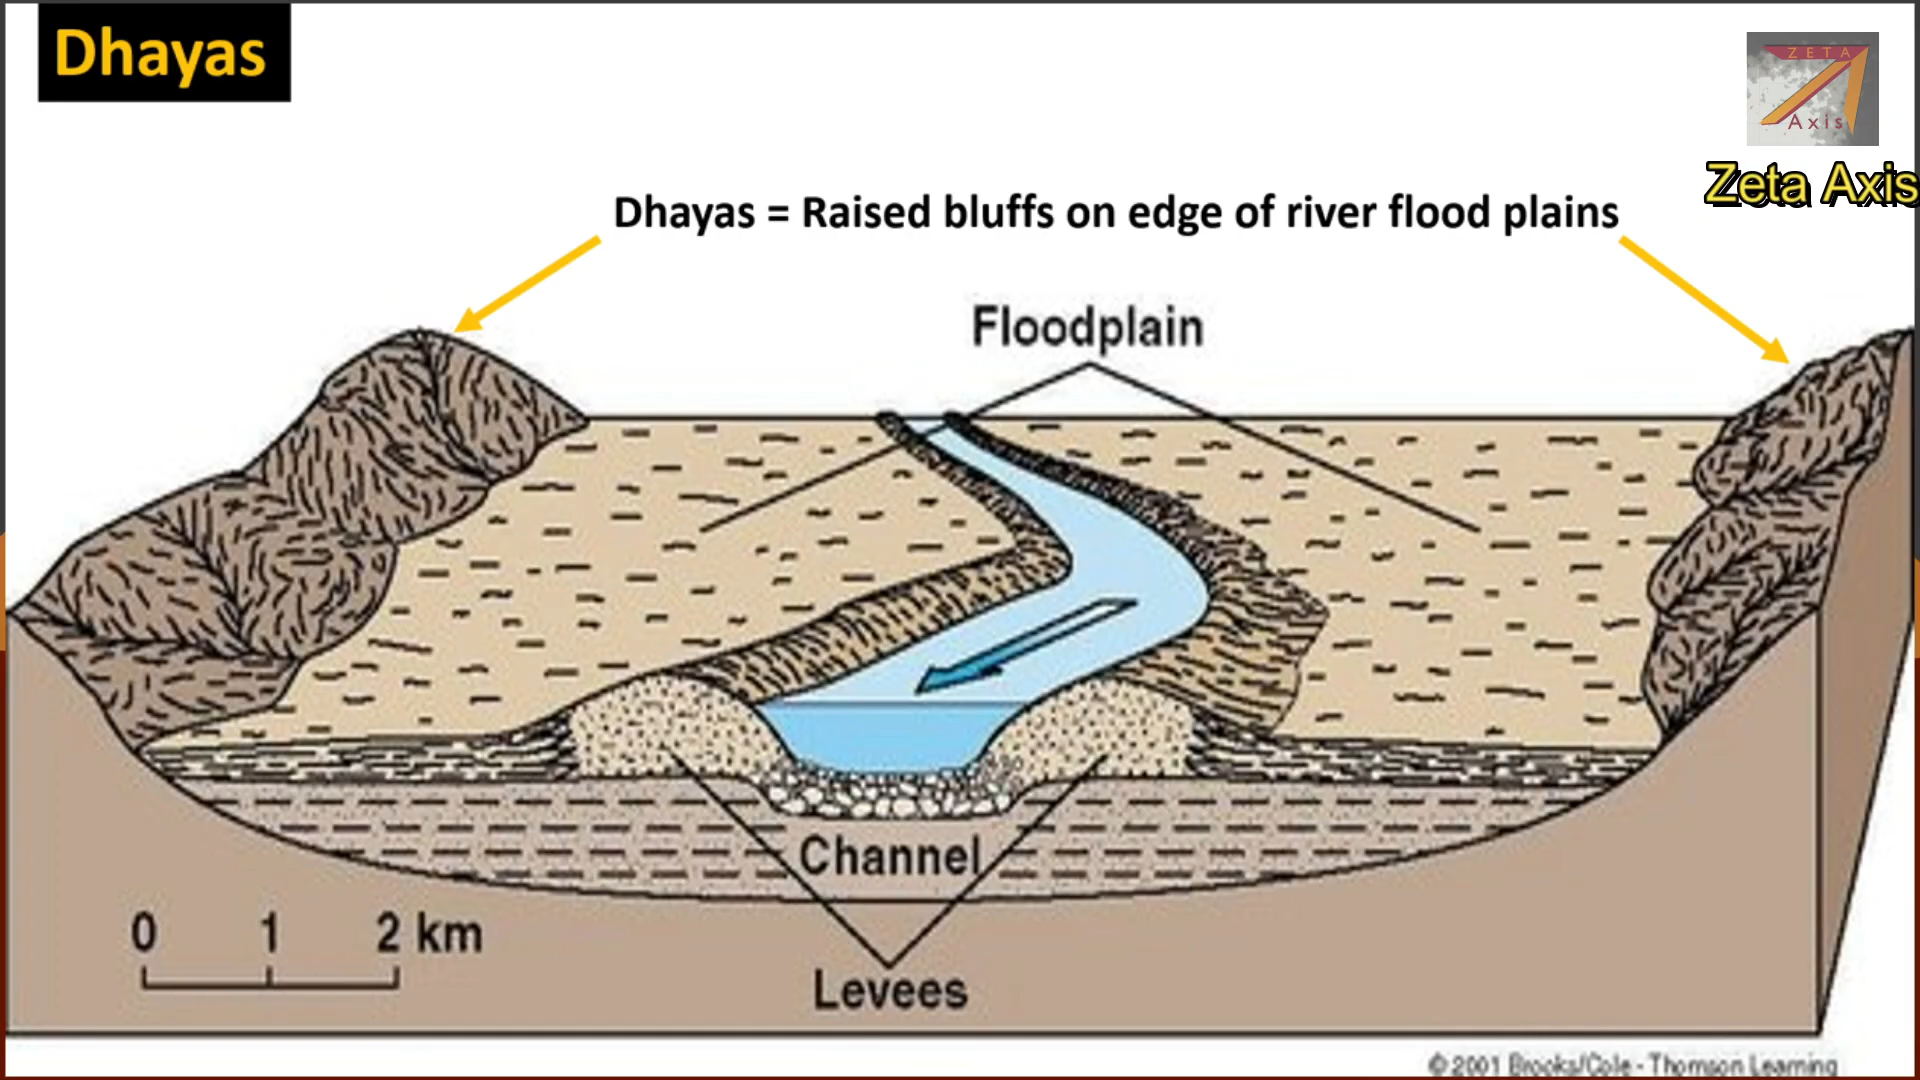 Dhayas
ZETA
Axis
Zeta Axis
Dhayas = Raised bluffs on edge of river flood plains
Floodplain
Channel
0 1 2 km
Levees
© 2001 Brooks/Cole - Thomson Learning